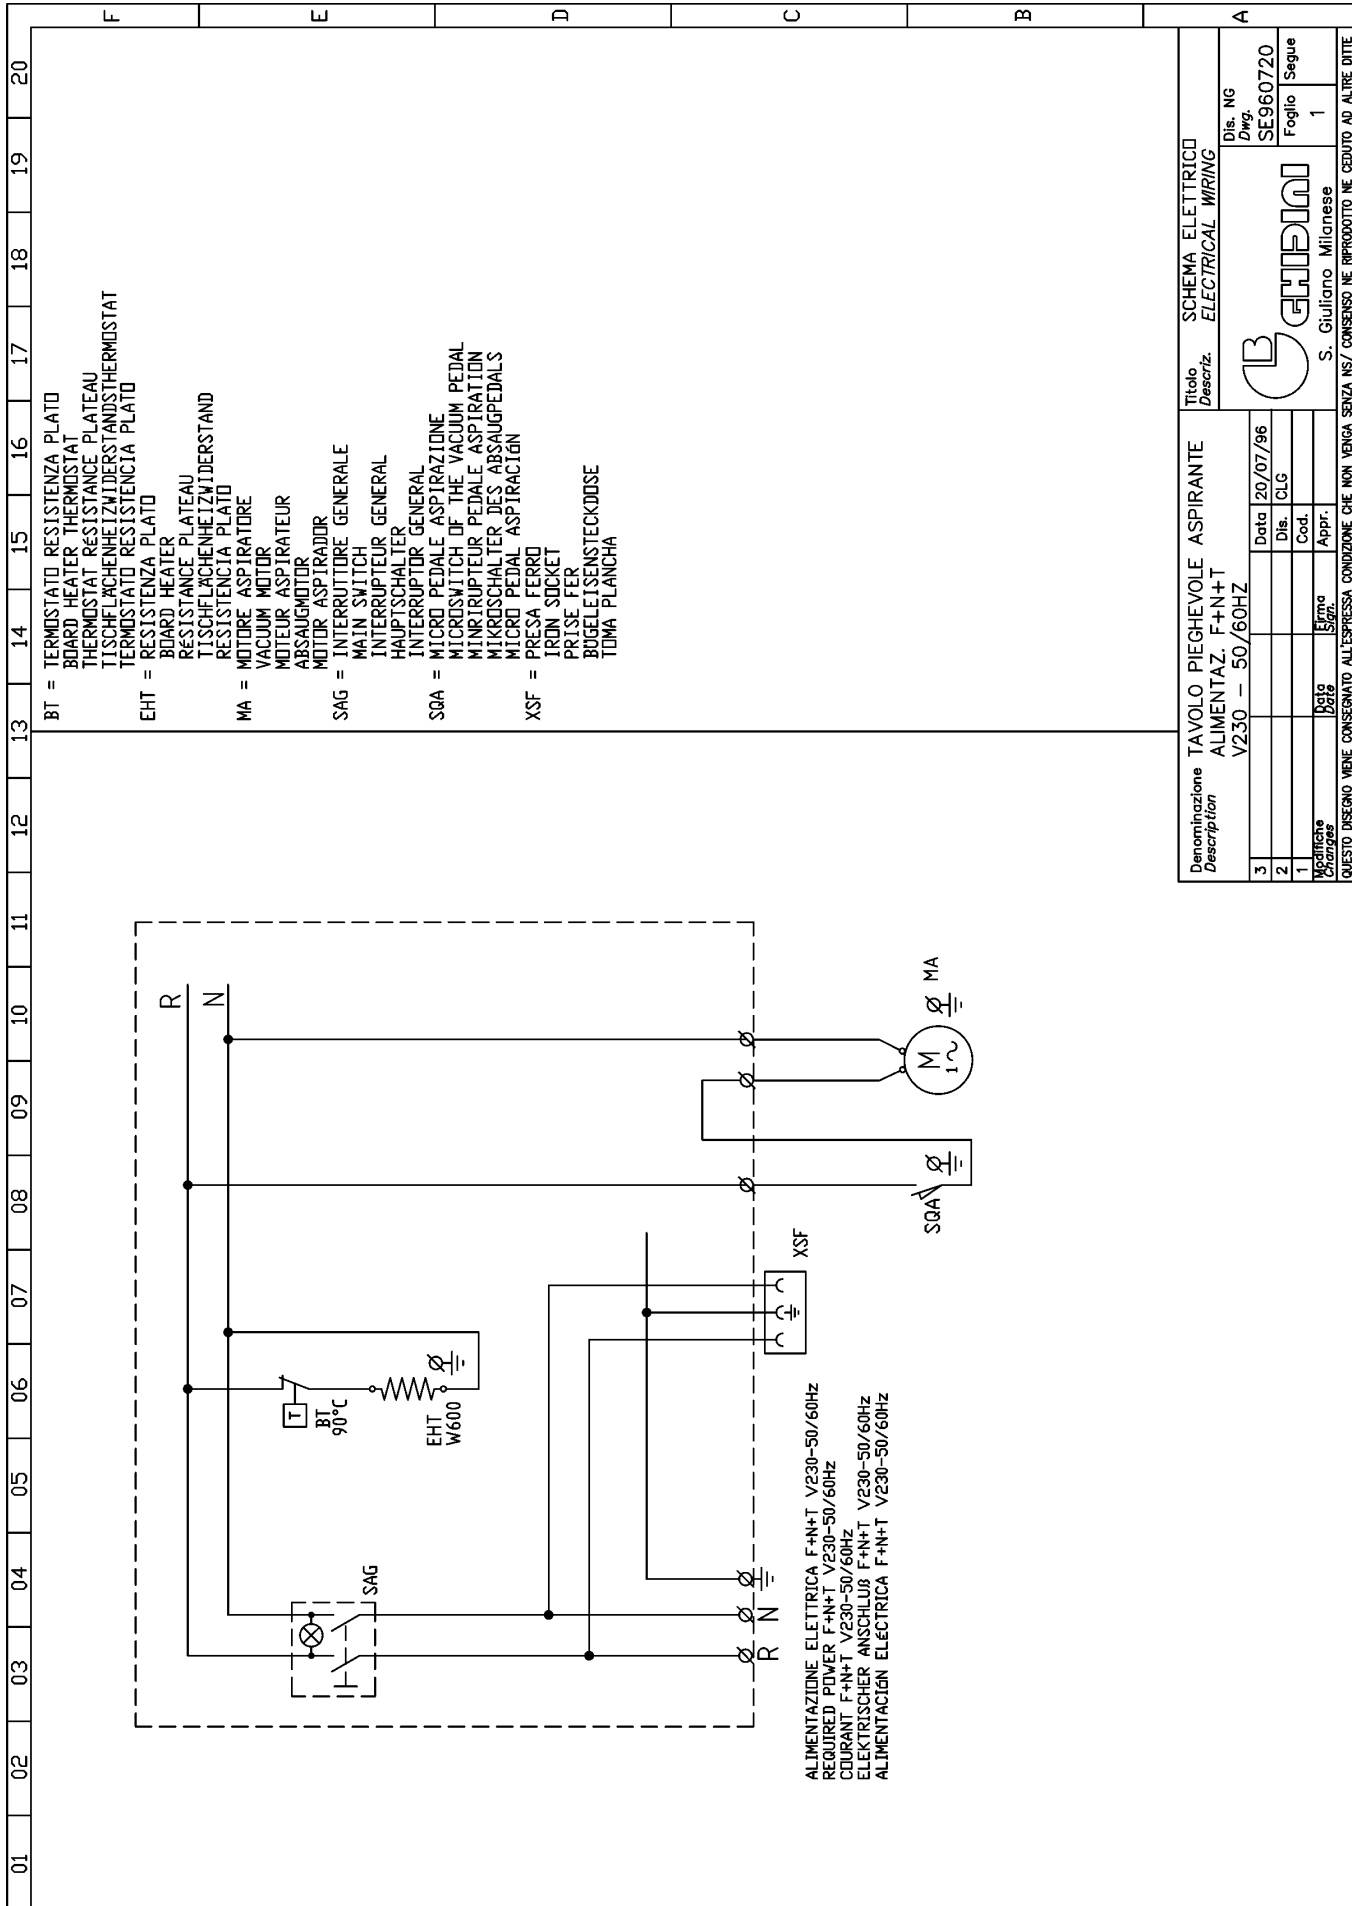 01 02 03 04 05 06 07 08 09 10 11 12 13 14 15 16 17 18 19 20
F
E
D
C
B
A
BT = TERMOSTATO RESISTENZA PLATO
BOARD HEATER THERMOSTAT
THERMOSTAT RéSISTANCE PLATEAU
TISCHFLÄCHENHEIZWIDERSTANDSTHERMOSTAT
TERMOSTATO RESISTENCIA PLATO
EHT = RESISTENZA PLATO
BOARD HEATER
RéSISTANCE PLATEAU
TISCHFLÄCHENHEIZWIDERSTAND
RESISTENCIA PLATO
MA = MOTORE ASPIRATORE
VACUUM MOTOR
MOTEUR ASPIRATEUR
ABSAUGMOTOR
MOTOR ASPIRADOR
SAG = INTERRUTTORE GENERALE
MAIN SWITCH
INTERRUPTEUR GENERAL
HAUPTSCHALTER
INTERRUPTOR GENERAL
SQA = MICRO PEDALE ASPIRAZIONE
MICROSWITCH OF THE VACUUM PEDAL
MINRIRUPTEUR PEDALE ASPIRATION
MIKROSCHALTER DES ABSAUGPEDALS
MICRO PEDAL ASPIRACIóN
XSF = PRESA FERRO
IRON SOCKET
PRISE FER
BÜGELEISENSTECKDOSE
TOMA PLANCHA
R
N
SAG
T
BT
90°C
EHT
W600
R
N
XSF
SQA
M
1~
MA
ALIMENTAZIONE ELETTRICA F+N+T V230-50/60Hz
REQUIRED POWER F+N+T V230-50/60Hz
COURANT F+N+T V230-50/60Hz
ELEKTRISCHER ANSCHLUß F+N+T V230-50/60Hz
ALIMENTACIóN ELéCTRICA F+N+T V230-50/60Hz
Denominazione TAVOLO PIEGHEVOLE ASPIRANTE
Description ALIMENTAZ. F+N+T
V230 - 50/60HZ
3 Data 20/07/96
2 Dis. CLG
1 Cod.
Modifiche Data Firma Appr.
Changes Date Sign.
Titolo SCHEMA ELETTRICO
Descriz. ELECTRICAL WIRING
B
GHIDINI
S. Giuliano Milanese
Dis. NG
Dwg.
SE960720
Foglio Segue
1
QUESTO DISEGNO VIENE CONSEGNATO ALL'ESPRESSA CONDIZIONE CHE NON VENGA SENZA NS/ CONSENSO NE RIPRODOTTO NE CEDUTO AD ALTRE DITTE